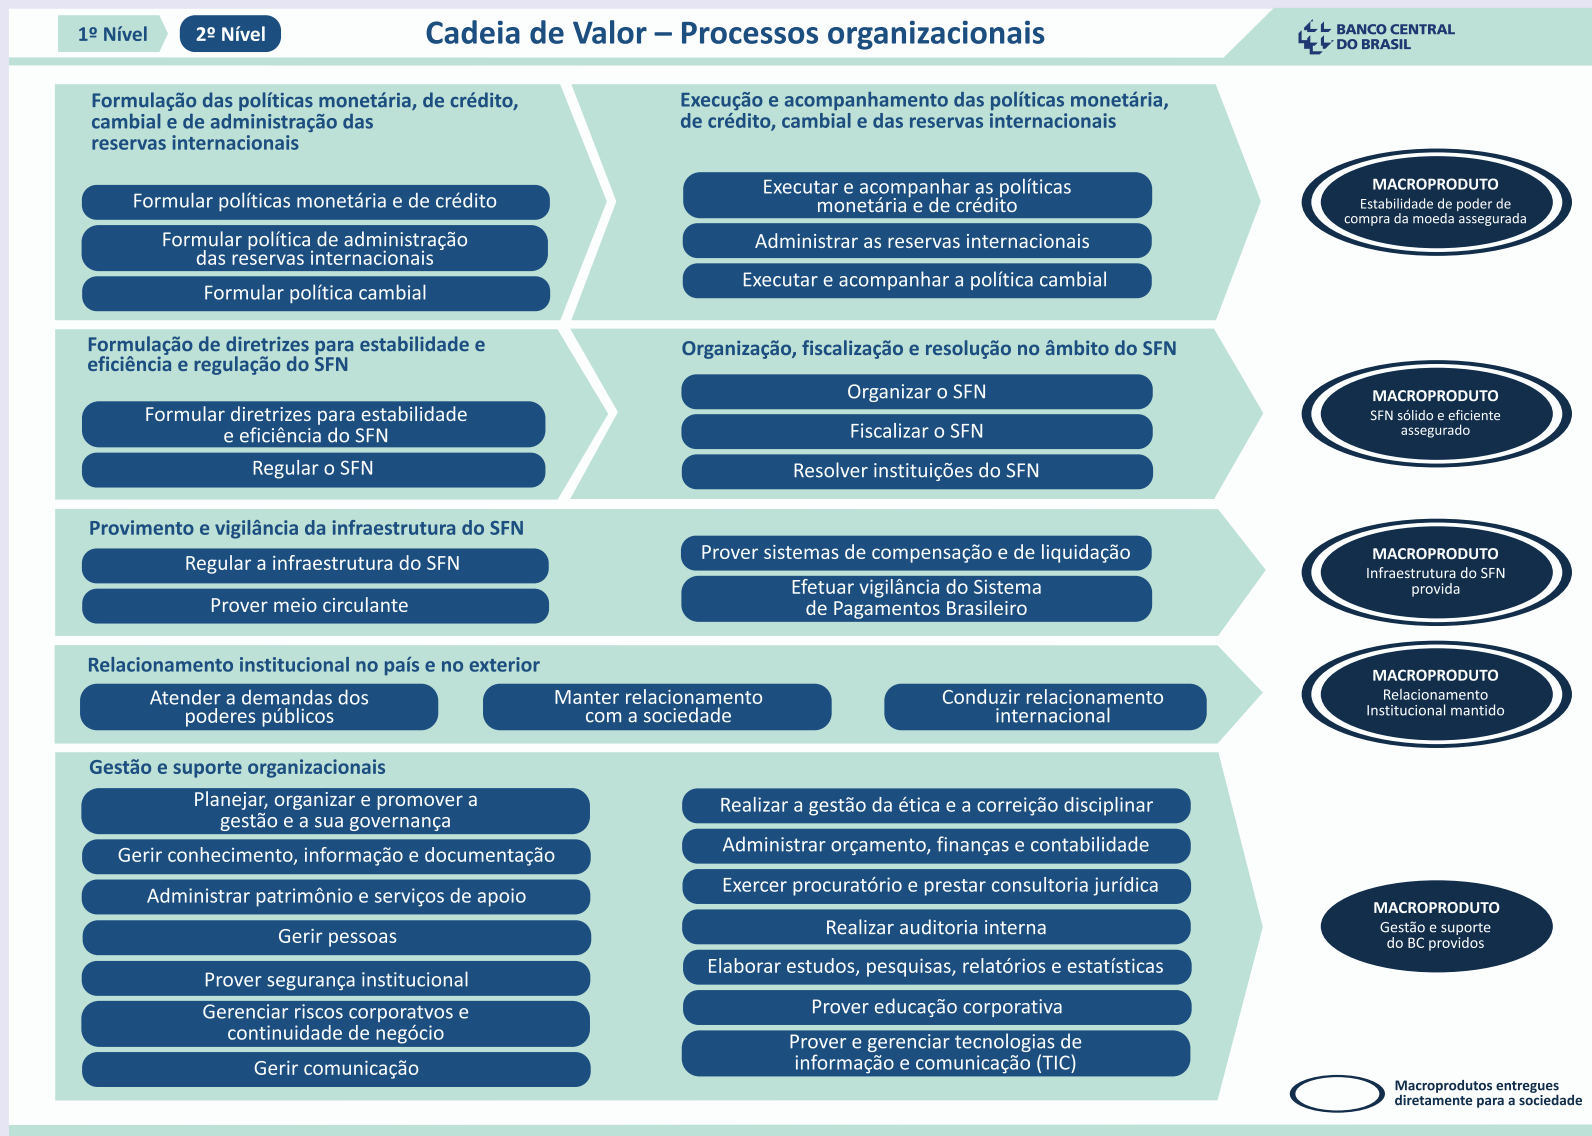 1º Nível
2º Nível
Cadeia de Valor – Processos organizacionais
BANCO CENTRAL
DO BRASIL
Formulação das políticas monetária, de crédito,
cambial e de administração das
reservas internacionais
Formular políticas monetária e de crédito
Formular política de administração
das reservas internacionais
Formular política cambial
Execução e acompanhamento das políticas monetária,
de crédito, cambial e das reservas internacionais
Executar e acompanhar as políticas
monetária e de crédito
Administrar as reservas internacionais
Executar e acompanhar a política cambial
MACROPRODUTO
Estabilidade de poder de
compra da moeda assegurada
Formulação de diretrizes para estabilidade e
eficiência e regulação do SFN
Formular diretrizes para estabilidade
e eficiência do SFN
Regular o SFN
Organização, fiscalização e resolução no âmbito do SFN
Organizar o SFN
Fiscalizar o SFN
Resolver instituições do SFN
MACROPRODUTO
SFN sólido e eficiente
assegurado
Provimento e vigilância da infraestrutura do SFN
Regular a infraestrutura do SFN
Prover meio circulante
Prover sistemas de compensação e de liquidação
Efetuar vigilância do Sistema
de Pagamentos Brasileiro
MACROPRODUTO
Infraestrutura do SFN
provida
Relacionamento institucional no país e no exterior
Atender a demandas dos
poderes públicos
Manter relacionamento
com a sociedade
Conduzir relacionamento
internacional
MACROPRODUTO
Relacionamento
Institucional mantido
Gestão e suporte organizacionais
Planejar, organizar e promover a
gestão e a sua governança
Gerir conhecimento, informação e documentação
Administrar patrimônio e serviços de apoio
Gerir pessoas
Prover segurança institucional
Gerenciar riscos corporatvos e
continuidade de negócio
Gerir comunicação
Realizar a gestão da ética e a correição disciplinar
Administrar orçamento, finanças e contabilidade
Exercer procuratório e prestar consultoria jurídica
Realizar auditoria interna
Elaborar estudos, pesquisas, relatórios e estatísticas
Prover educação corporativa
Prover e gerenciar tecnologias de
informação e comunicação (TIC)
MACROPRODUTO
Gestão e suporte
do BC providos
Macroprodutos entregues
diretamente para a sociedade